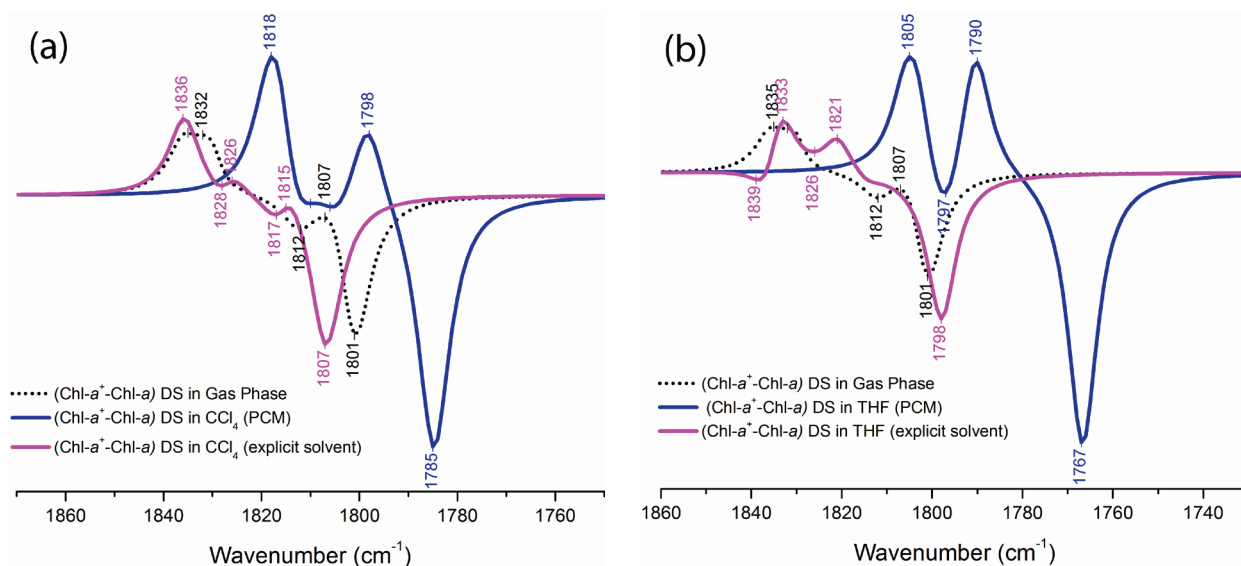 (a)
1818
1836
1832
1798
1826
1828
1815
1807
1817
1812
1807
1801
1785
(Chl-a⁺-Chl-a) DS in Gas Phase
(Chl-a⁺-Chl-a) DS in CCl₄ (PCM)
(Chl-a⁺-Chl-a) DS in CCl₄ (explicit solvent)
1860 1840 1820 1800 1780 1760
Wavenumber (cm⁻¹)
(b)
1805
1790
1835
1833
1821
1807
1839
1826
1812
1797
1801
1798
1767
(Chl-a⁺-Chl-a) DS in Gas Phase
(Chl-a⁺-Chl-a) DS in THF (PCM)
(Chl-a⁺-Chl-a) DS in THF (explicit solvent)
1860 1840 1820 1800 1780 1760 1740
Wavenumber (cm⁻¹)